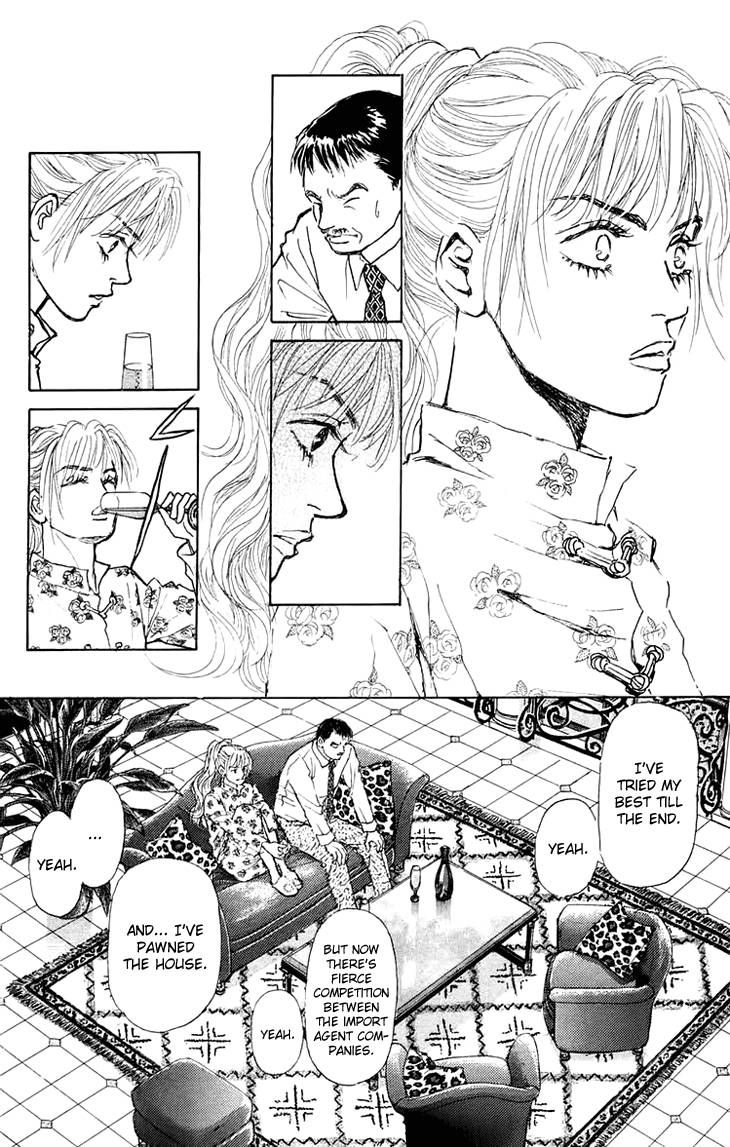 I'VE
TRIED MY
BEST TILL
THE END.
YEAH.
BUT NOW
THERE'S
FIERCE
COMPETITION
BETWEEN
THE IMPORT
AGENT COM-
PANIES.
YEAH.
AND... I'VE
PAWNED
THE HOUSE.
...
YEAH.